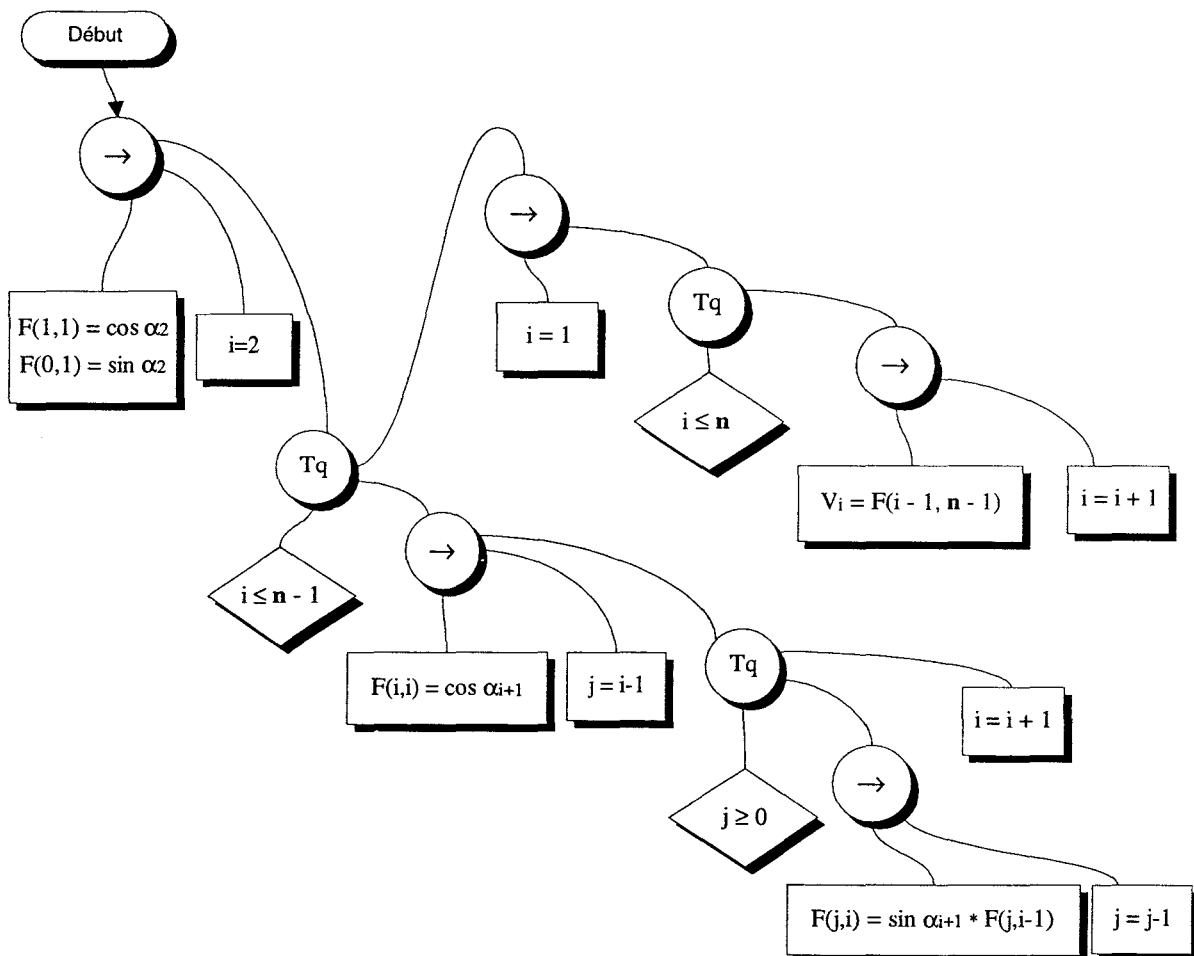 Début
→
→
Tq
i = 1
F(1,1) = cos α2
F(0,1) = sin α2
i=2
→
i ≤ n
Tq
Vi = F(i - 1, n - 1)
i = i + 1
→
i ≤ n - 1
F(i,i) = cos αi+1
j = i-1
Tq
i = i + 1
→
j ≥ 0
F(j,i) = sin αi+1 * F(j,i-1)
j = j-1